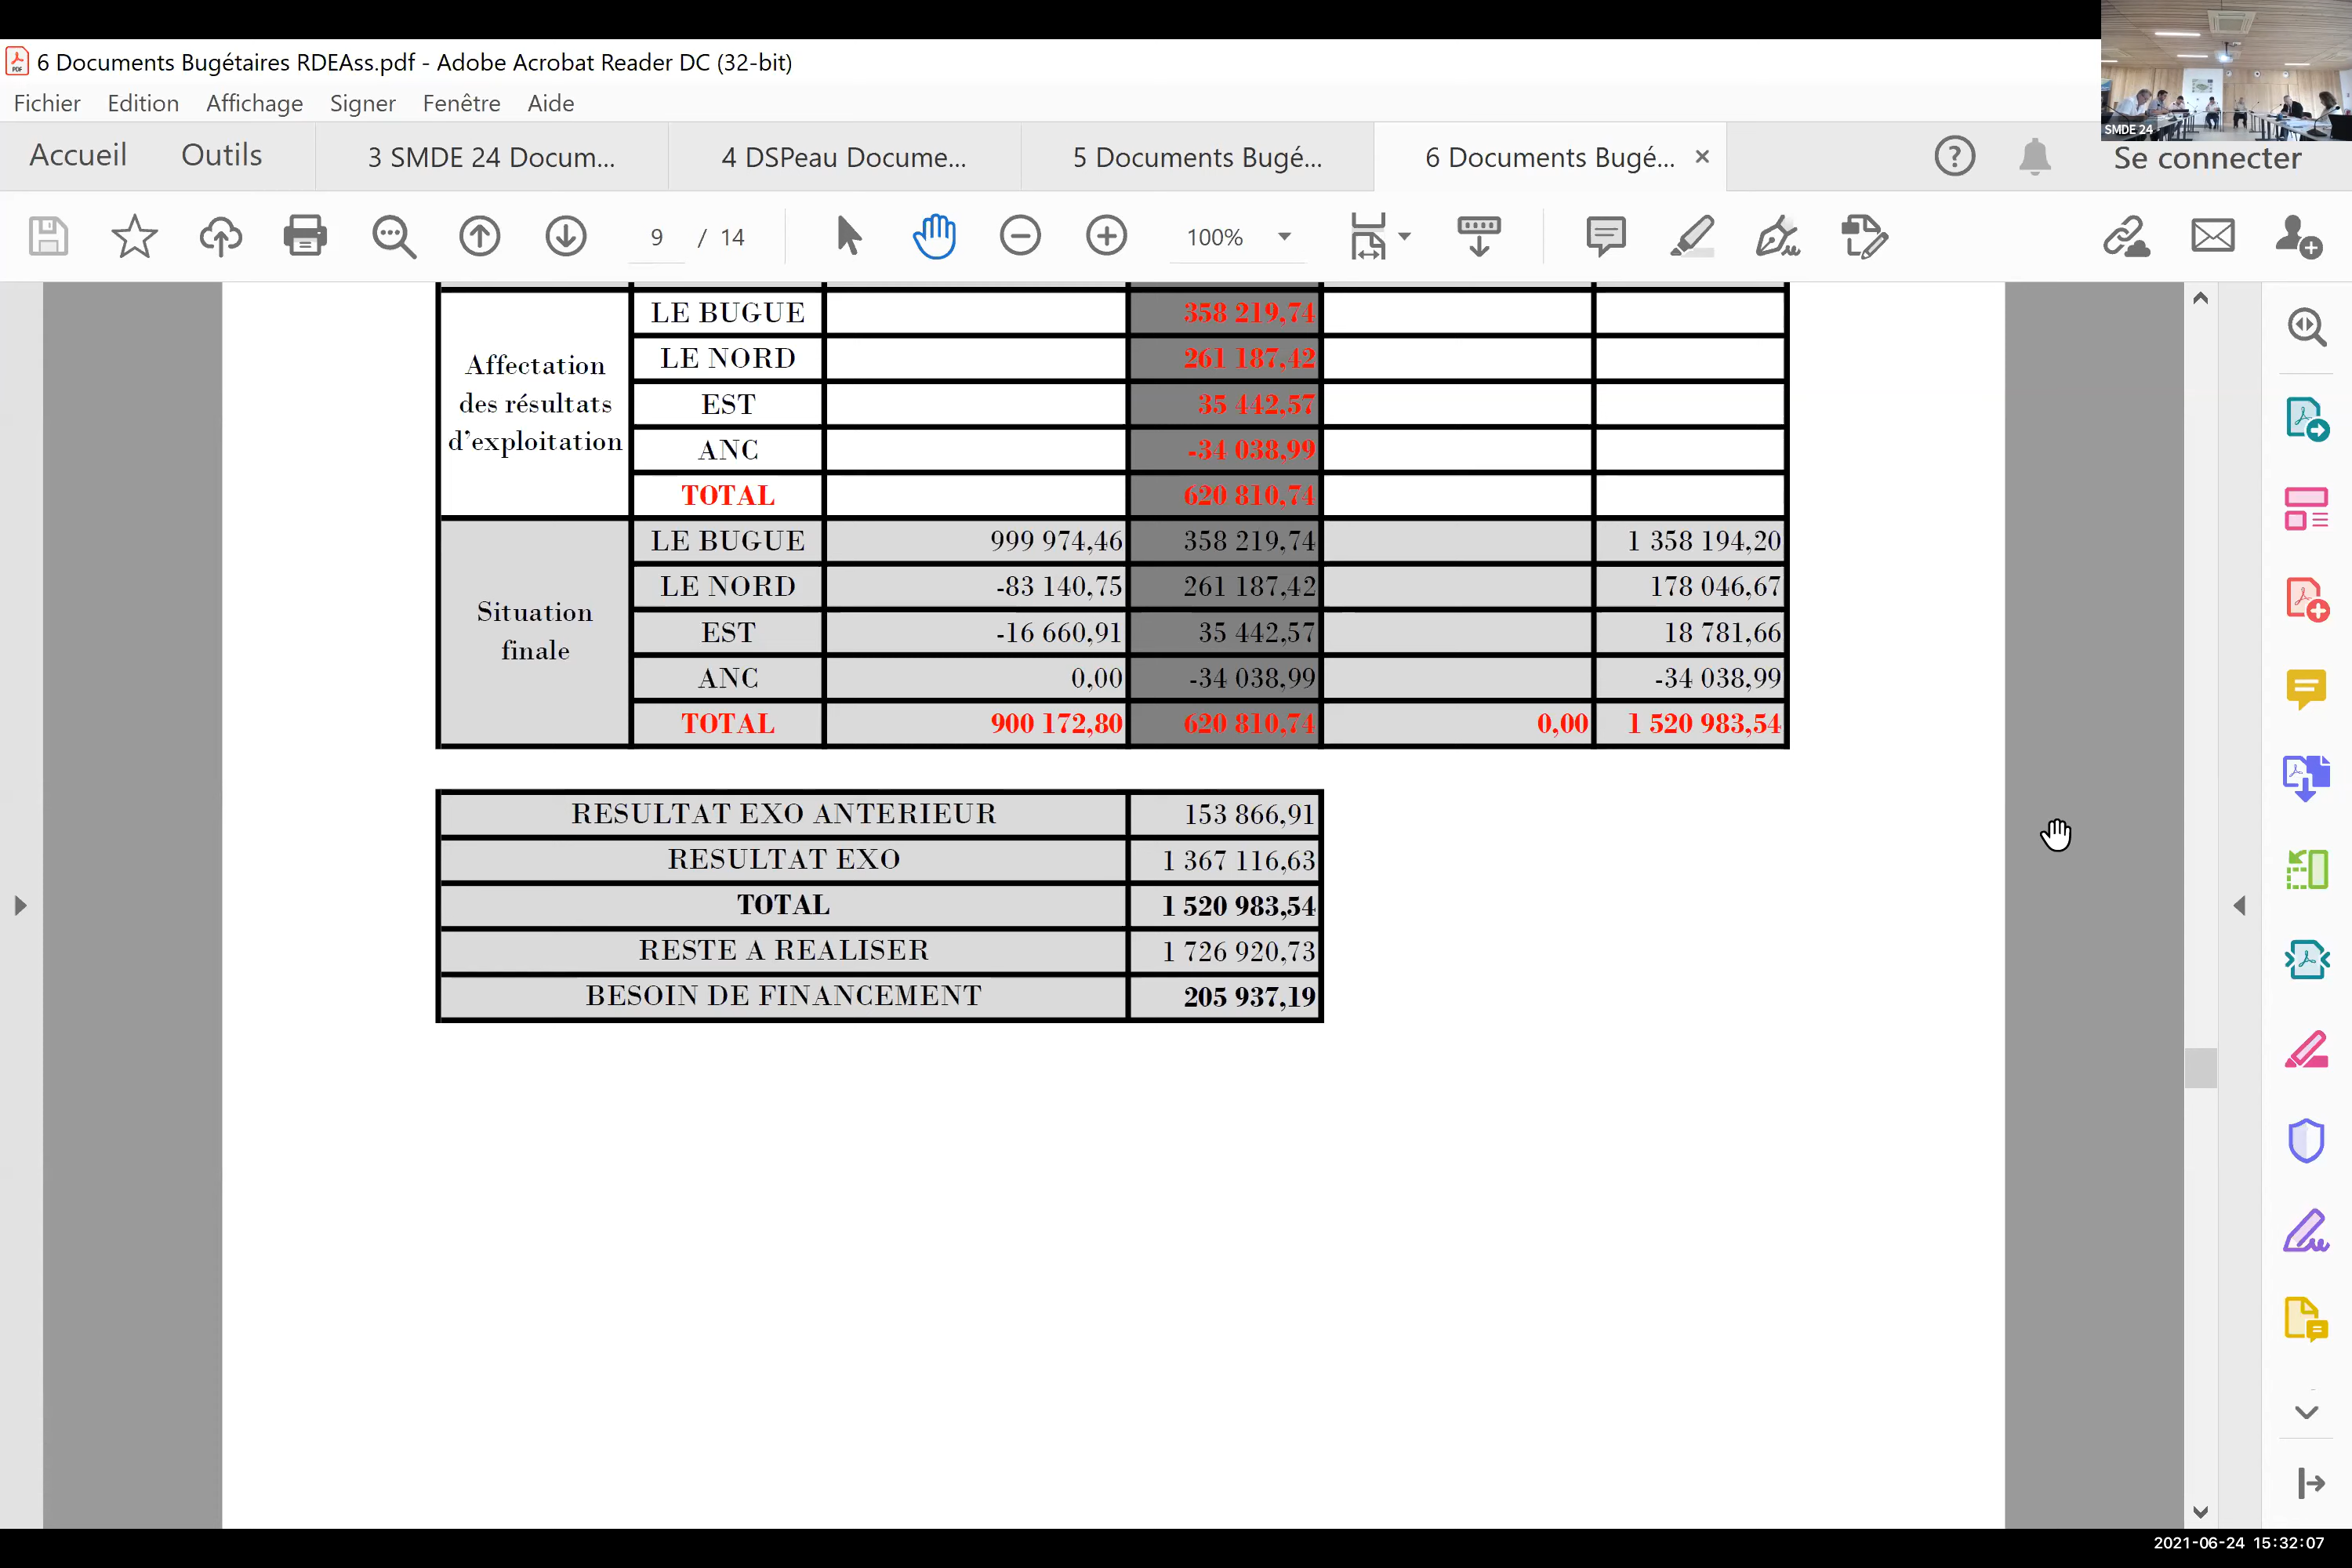 6 Documents Bugétaires RDEAss.pdf - Adobe Acrobat Reader DC (32-bit)
Fichier Edition Affichage Signer Fenêtre Aide
Accueil Outils 3 SMDE 24 Docum... 4 DSPeau Docume... 5 Documents Bugé... 6 Documents Bugé... × Se connecter
SMDE 24
9 / 14 100%
Affectation des résultats d'exploitation
LE BUGUE 358 219,74
LE NORD 261 187,42
EST 35 442,57
ANC -34 038,99
TOTAL 620 810,74
Situation finale
LE BUGUE 999 974,46 358 219,74 1 358 194,20
LE NORD -83 140,75 261 187,42 178 046,67
EST -16 660,91 35 442,57 18 781,66
ANC 0,00 -34 038,99 -34 038,99
TOTAL 900 172,80 620 810,74 0,00 1 520 983,54
RESULTAT EXO ANTERIEUR 153 866,91
RESULTAT EXO 1 367 116,63
TOTAL 1 520 983,54
RESTE A REALISER 1 726 920,73
BESOIN DE FINANCEMENT 205 937,19
2021-06-24 15:32:07